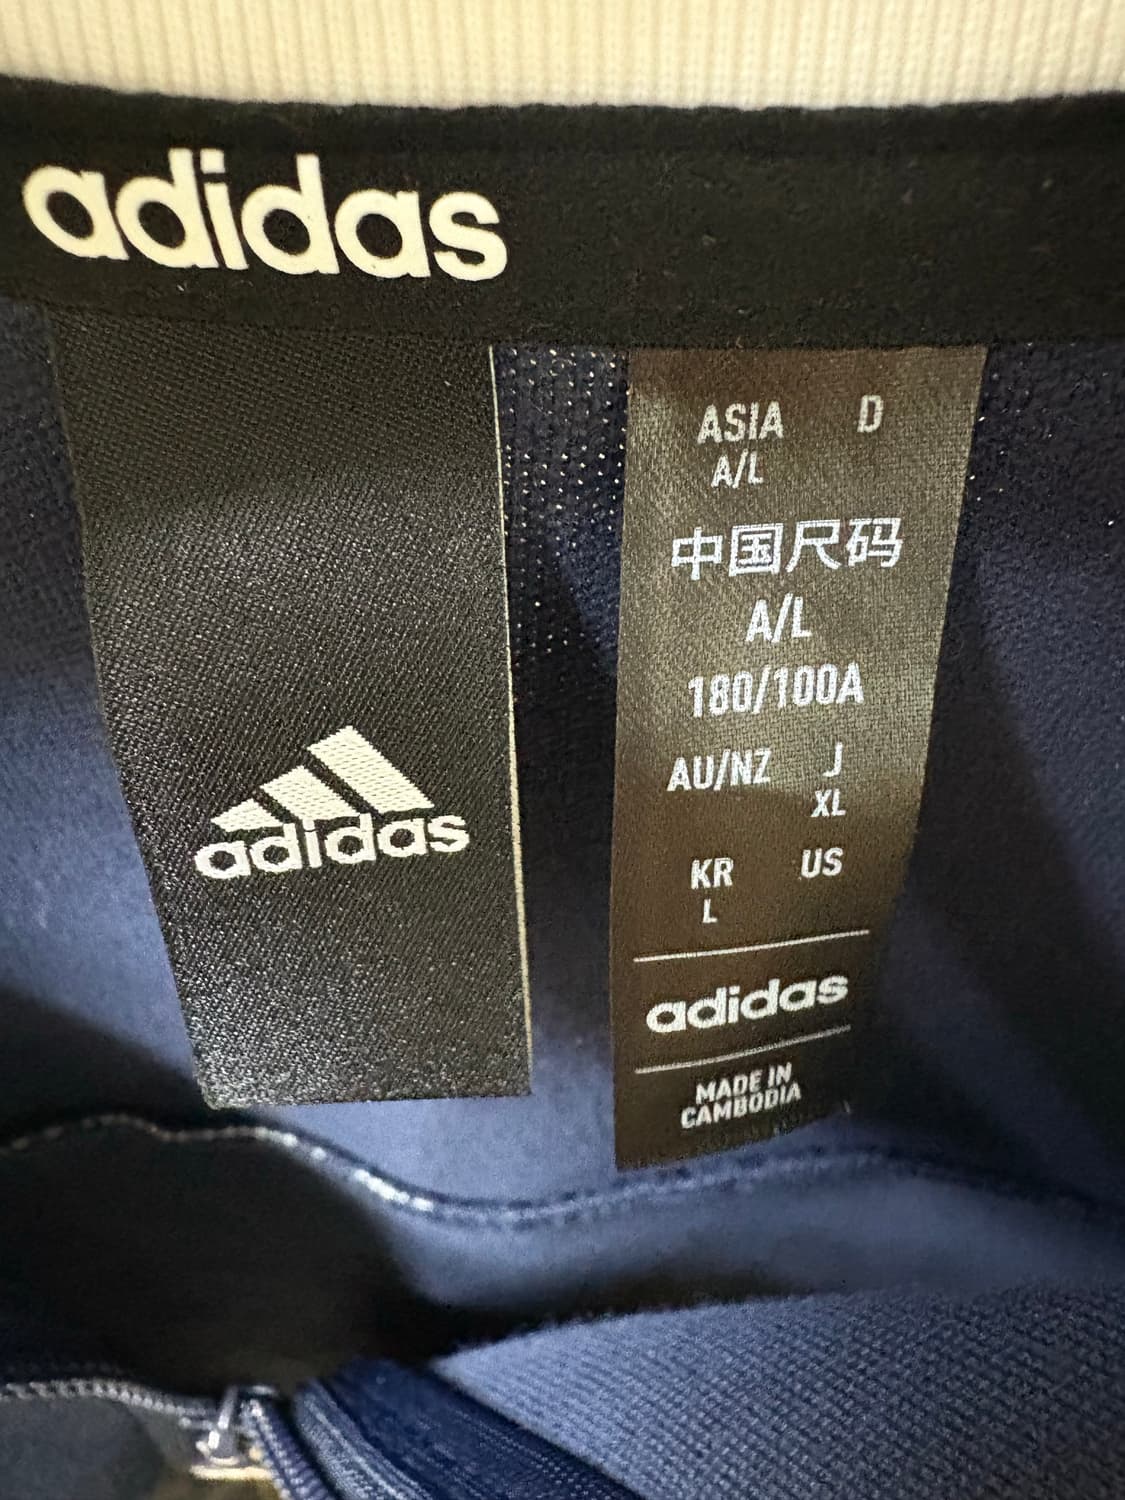 adidas
adidas
ASIA D
A/L
中国尺码
A/L
180/100A
AU/NZ J
XL
KR US
L
adidas
MADE IN
CAMBODIA